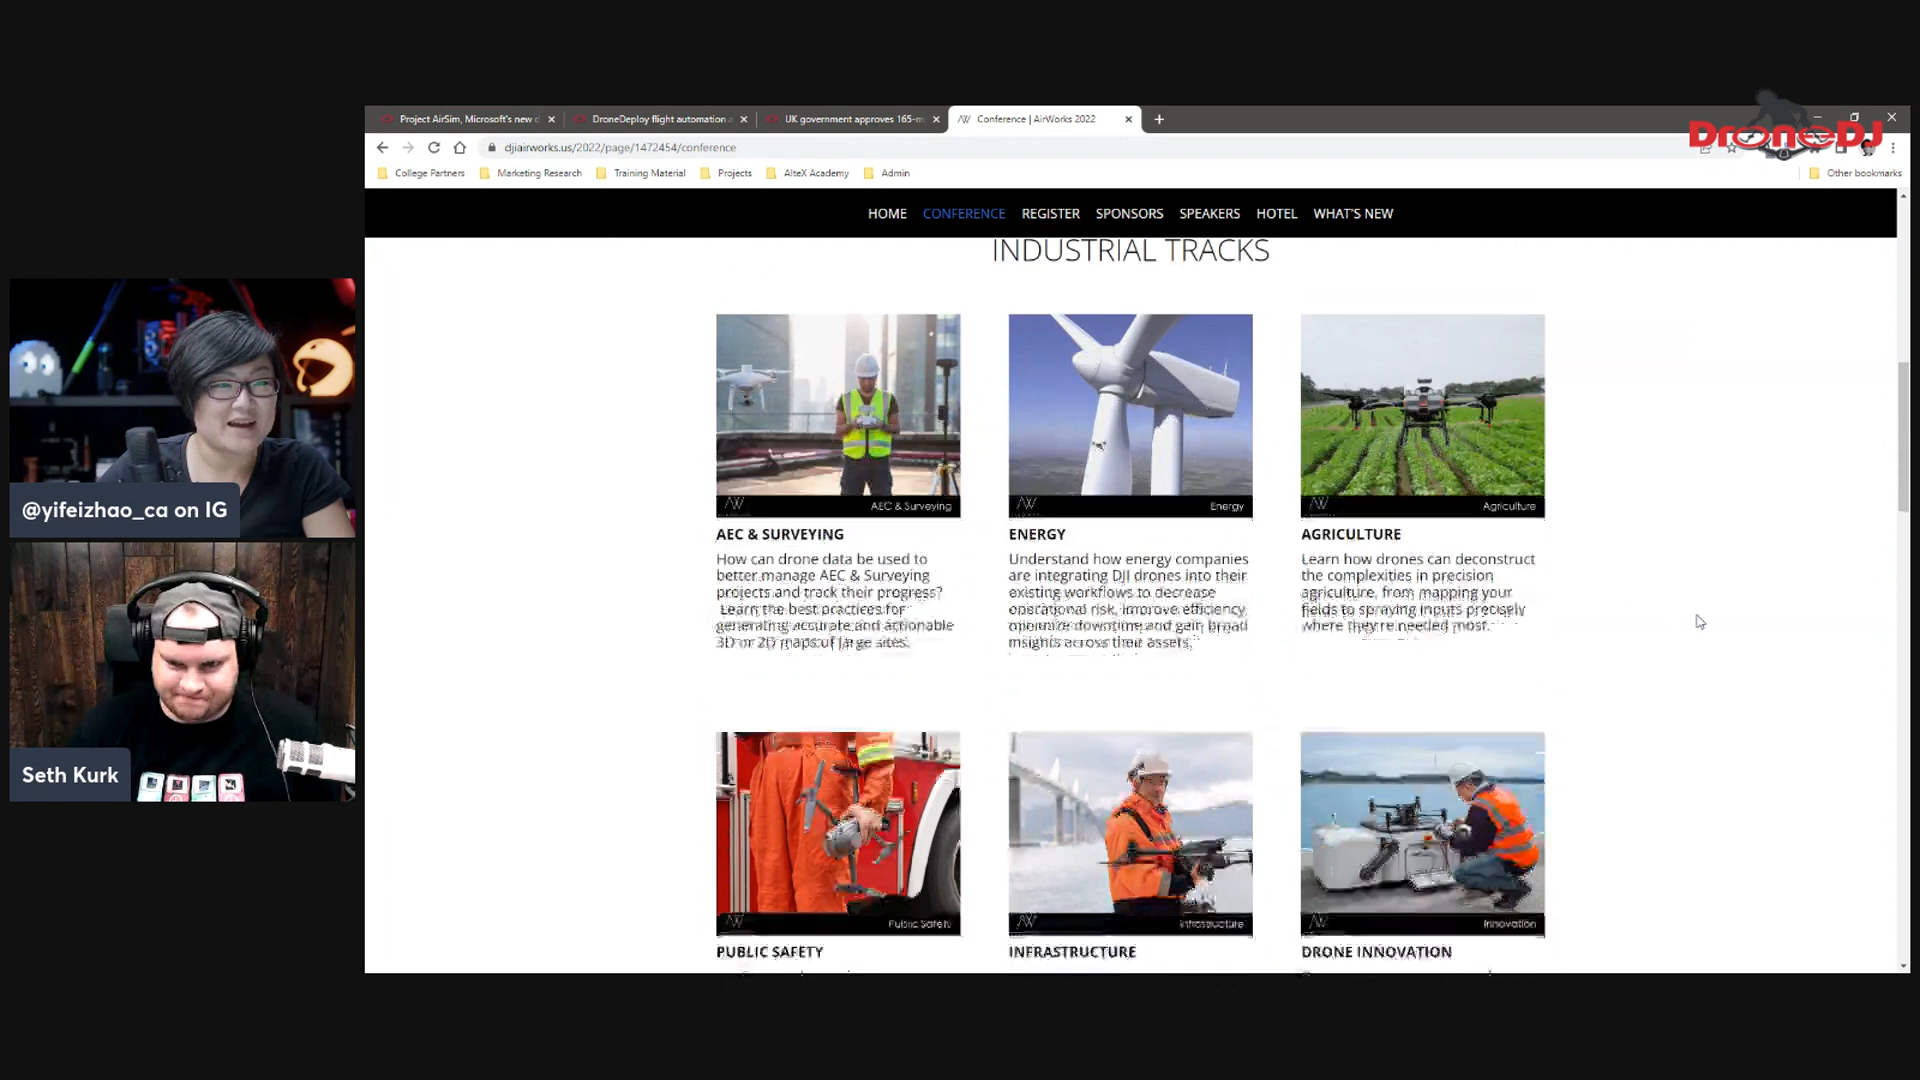 DroneDJ
Project AirSim, Microsoft's new
DroneDeploy flight automation
UK government approves 165-m
Conference | AirWorks 2022
djiairworks.us/2022/page/1472454/conference
College Partners
Marketing Research
Training Material
Projects
AlteX Academy
Admin
Other bookmarks
HOME CONFERENCE REGISTER SPONSORS SPEAKERS HOTEL WHAT'S NEW
INDUSTRIAL TRACKS
AW AEC & Surveying
AEC & SURVEYING
How can drone data be used to
better manage AEC & Surveying
projects and track their progress?
Learn the best practices for
generating accurate and actionable
3D or 2D maps of large sites.
AW Energy
ENERGY
Understand how energy companies
are integrating DJI drones into their
existing workflows to decrease
operational risk, improve efficiency
optimize downtime and gain broad
insights across their assets.
AW Agriculture
AGRICULTURE
Learn how drones can deconstruct
the complexities in precision
agriculture, from mapping your
fields to spraying inputs precisely
where they're needed most.
AW Public Safety
PUBLIC SAFETY
AW Infrastructure
INFRASTRUCTURE
AW Innovation
DRONE INNOVATION
@yifeizhao_ca on IG
Seth Kurk